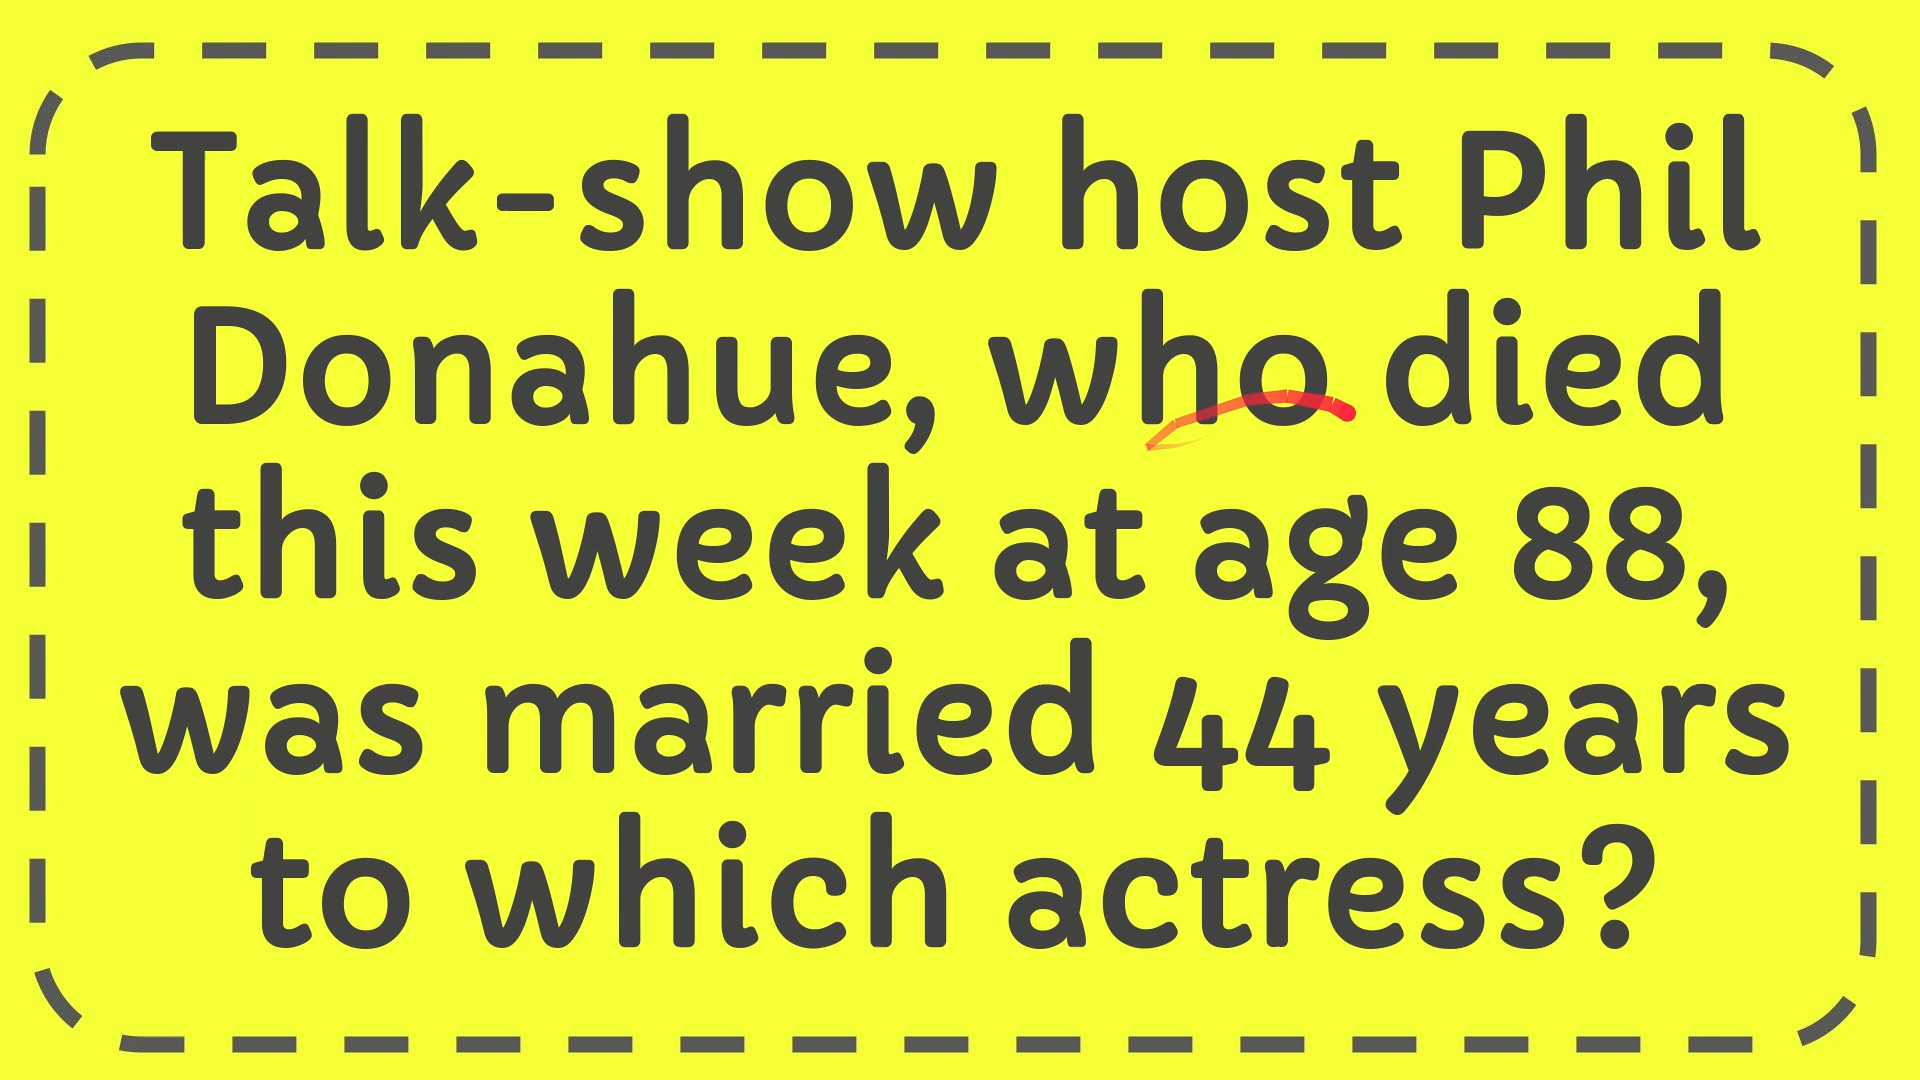 Talk-show host Phil
Donahue, who died
this week at age 88,
was married 44 years
to which actress?